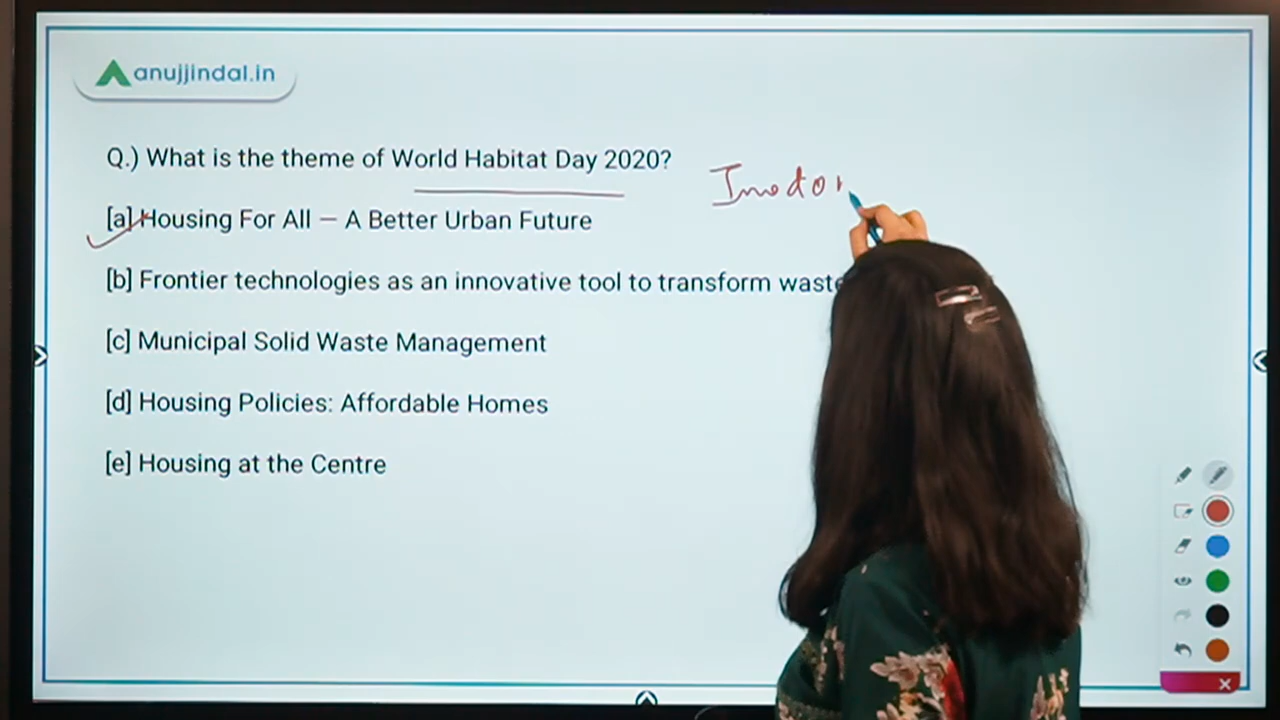 anujjindal.in
Q.) What is the theme of World Habitat Day 2020?
[a] Housing For All – A Better Urban Future
[b] Frontier technologies as an innovative tool to transform waste
[c] Municipal Solid Waste Management
[d] Housing Policies: Affordable Homes
[e] Housing at the Centre